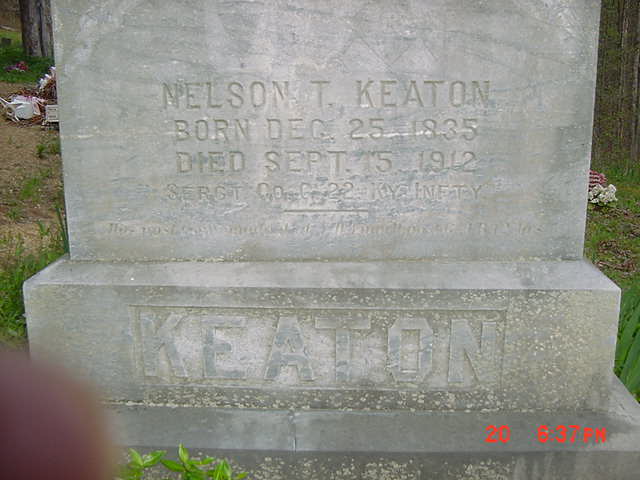 NELSON T. KEATON
BORN DEC. 25. 1835
DIED SEPT. 15. 1912
SERGT CO. C. 22. KY. INFTY.
KEATON
20 6:37PM